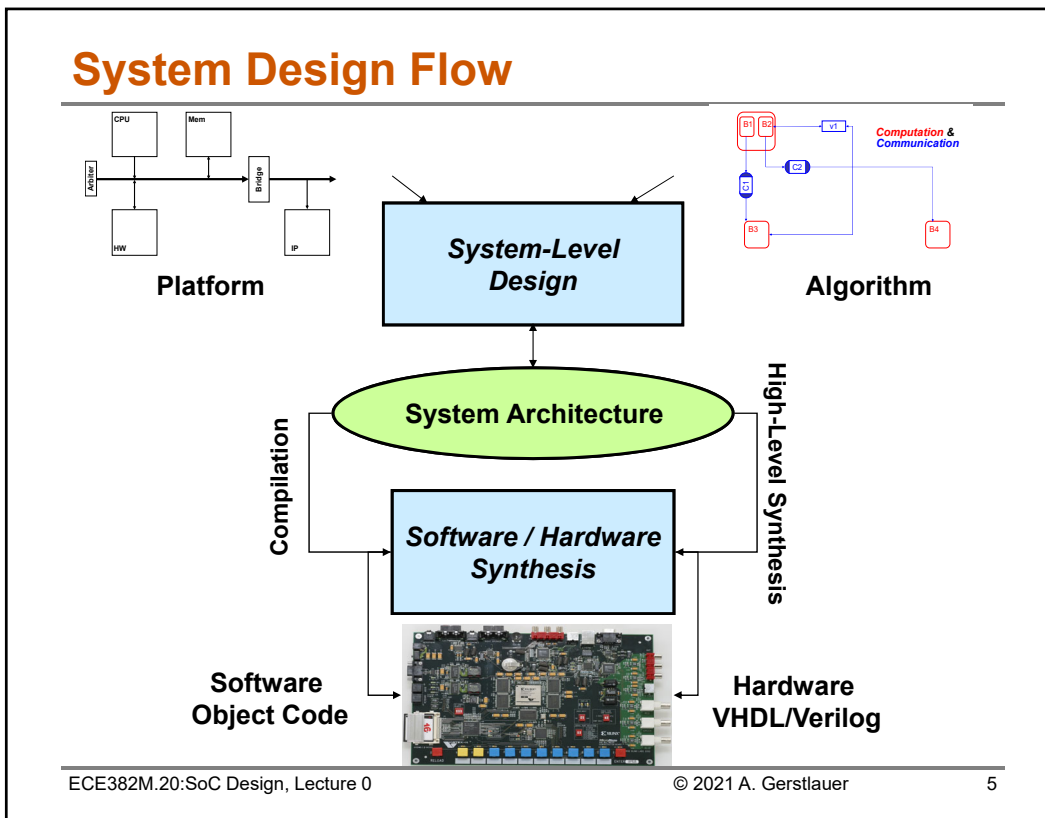 System Design Flow
CPU
Mem
Arbiter
Bridge
HW
IP
Platform
B1
B2
v1
Computation &
Communication
C2
C1
B3
B4
Algorithm
System-Level
Design
System Architecture
Compilation
High-Level Synthesis
Software / Hardware
Synthesis
Software
Object Code
Hardware
VHDL/Verilog
ECE382M.20:SoC Design, Lecture 0
© 2021 A. Gerstlauer
5